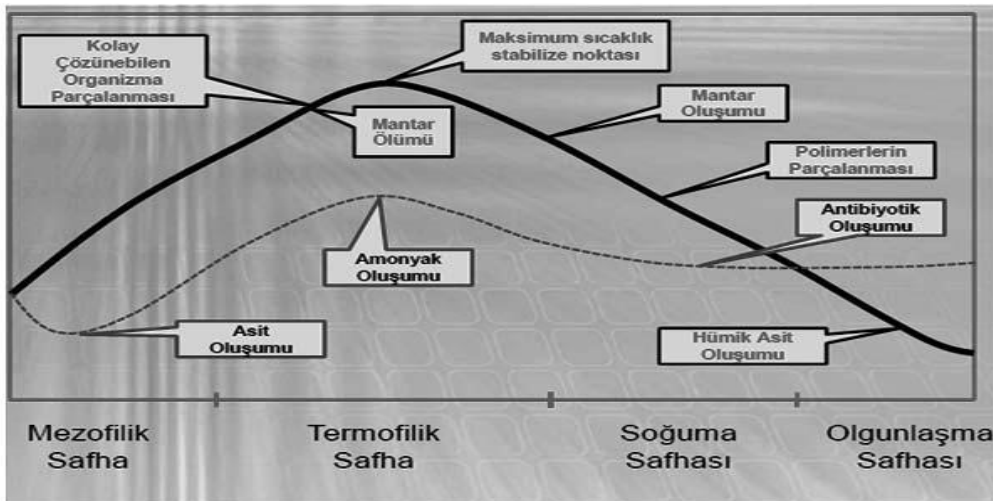 Kolay
Çözünebilen
Organizma
Parçalanması
Maksimum sıcaklık
stabilize noktası
Mantar
Ölümü
Mantar
Oluşumu
Polimerlerin
Parçalanması
Antibiyotik
Oluşumu
Amonyak
Oluşumu
Asit
Oluşumu
Hümik Asit
Oluşumu
Mezofilik
Safha
Termofilik
Safha
Soğuma
Safhası
Olgunlaşma
Safhası